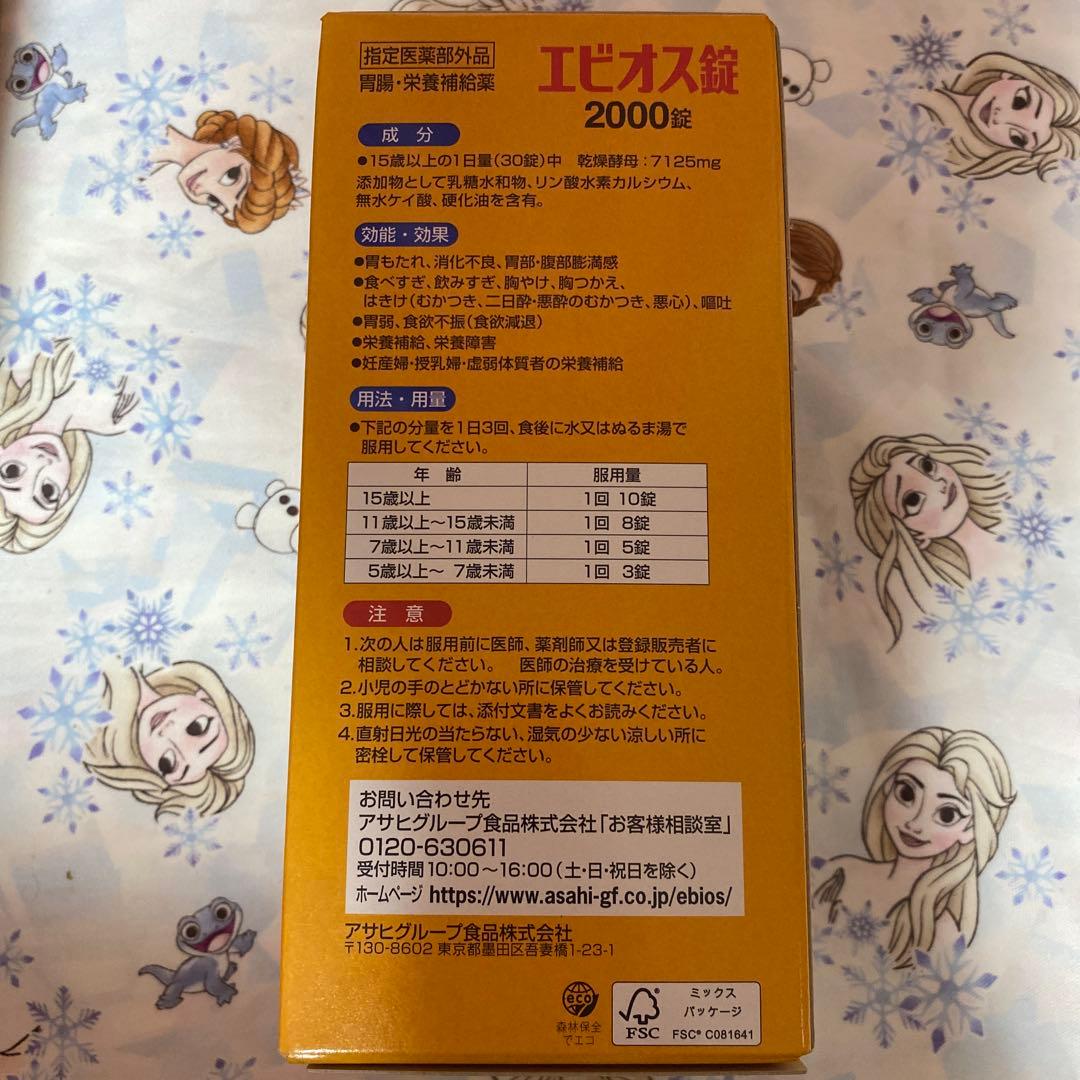 指定医薬部外品
胃腸・栄養補給薬
エビオス錠
2000錠
成分
●15歳以上の1日量(30錠)中 乾燥酵母:7125mg
添加物として乳糖水和物、リン酸水素カルシウム、
無水ケイ酸、硬化油を含有。
効能・効果
●胃もたれ、消化不良、胃部・腹部膨満感
●食べすぎ、飲みすぎ、胸やけ、胸つかえ、
はきけ(むかつき、二日酔・悪酔のむかつき、悪心)、嘔吐
●胃弱、食欲不振(食欲減退)
●栄養補給、栄養障害
●妊産婦・授乳婦・虚弱体質者の栄養補給
用法・用量
●下記の分量を1日3回、食後に水又はぬるま湯で
服用してください。
年齢 服用量
15歳以上 1回 10錠
11歳以上～15歳未満 1回 8錠
7歳以上～11歳未満 1回 5錠
5歳以上～ 7歳未満 1回 3錠
注意
1.次の人は服用前に医師、薬剤師又は登録販売者に
相談してください。 医師の治療を受けている人。
2.小児の手のとどかない所に保管してください。
3.服用に際しては、添付文書をよくお読みください。
4.直射日光の当たらない、湿気の少ない涼しい所に
密栓して保管してください。
お問い合わせ先
アサヒグループ食品株式会社「お客様相談室」
0120-630611
受付時間 10:00～16:00(土・日・祝日を除く)
ホームページ https://www.asahi-gf.co.jp/ebios/
アサヒグループ食品株式会社
〒130-8602 東京都墨田区吾妻橋1-23-1
eco
森林保全
でエコ
FSC
ミックス
パッケージ
FSC® C081641